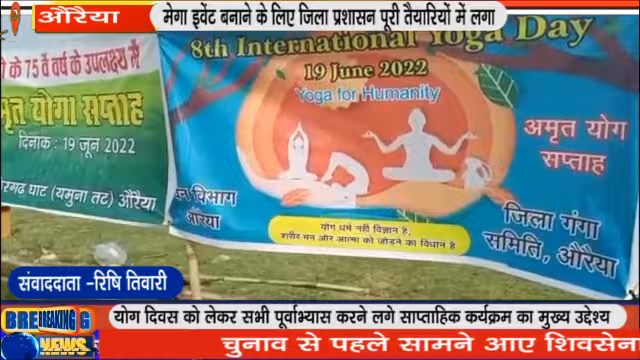 औरैया
मेगा इवेंट बनाने के लिए जिला प्रशासन पूरी तैयारियों में लगा
के 75 वें वर्ष के उपलक्ष्य में
योगा सप्ताह
दिनांक : 19 जून 2022
घाट (यमुना तट) औरैया
8th International Yoga Day
19 June 2022
Yoga for Humanity
अमृत योग
सप्ताह
विभाग
औरैया
योग धर्म नहीं विज्ञान है,
शरीर मन और आत्मा को जोडने का विधान है
जिला गंगा
समिति, औरैया
संवाददाता -रिषि तिवारी
BREAKING
NEWS
योग दिवस को लेकर सभी पूर्वाभ्यास करने लगे साप्ताहिक कर्यक्रम का मुख्य उद्देश्य
चुनाव से पहले सामने आए शिवसेन